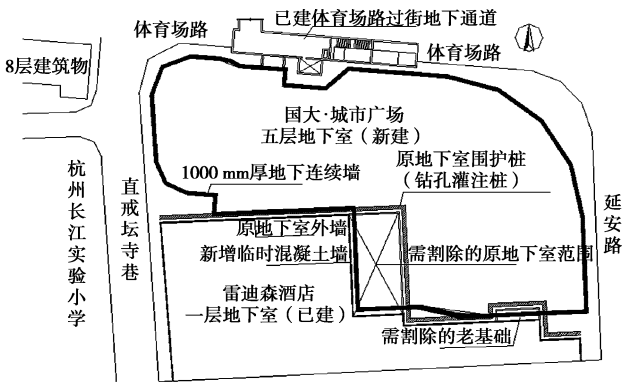 已建体育场路过街地下通道
体育场路
体育场路
8层建筑物
国大·城市广场
五层地下室（新建）
1000 mm厚地下连续墙
原地下室围护桩
（钻孔灌注桩）
杭州长江实验小学
直戒坛寺巷
延安路
原地下室外墙
新增临时混凝土墙
需割除的原地下室范围
雷迪森酒店
一层地下室（已建）
需割除的老基础